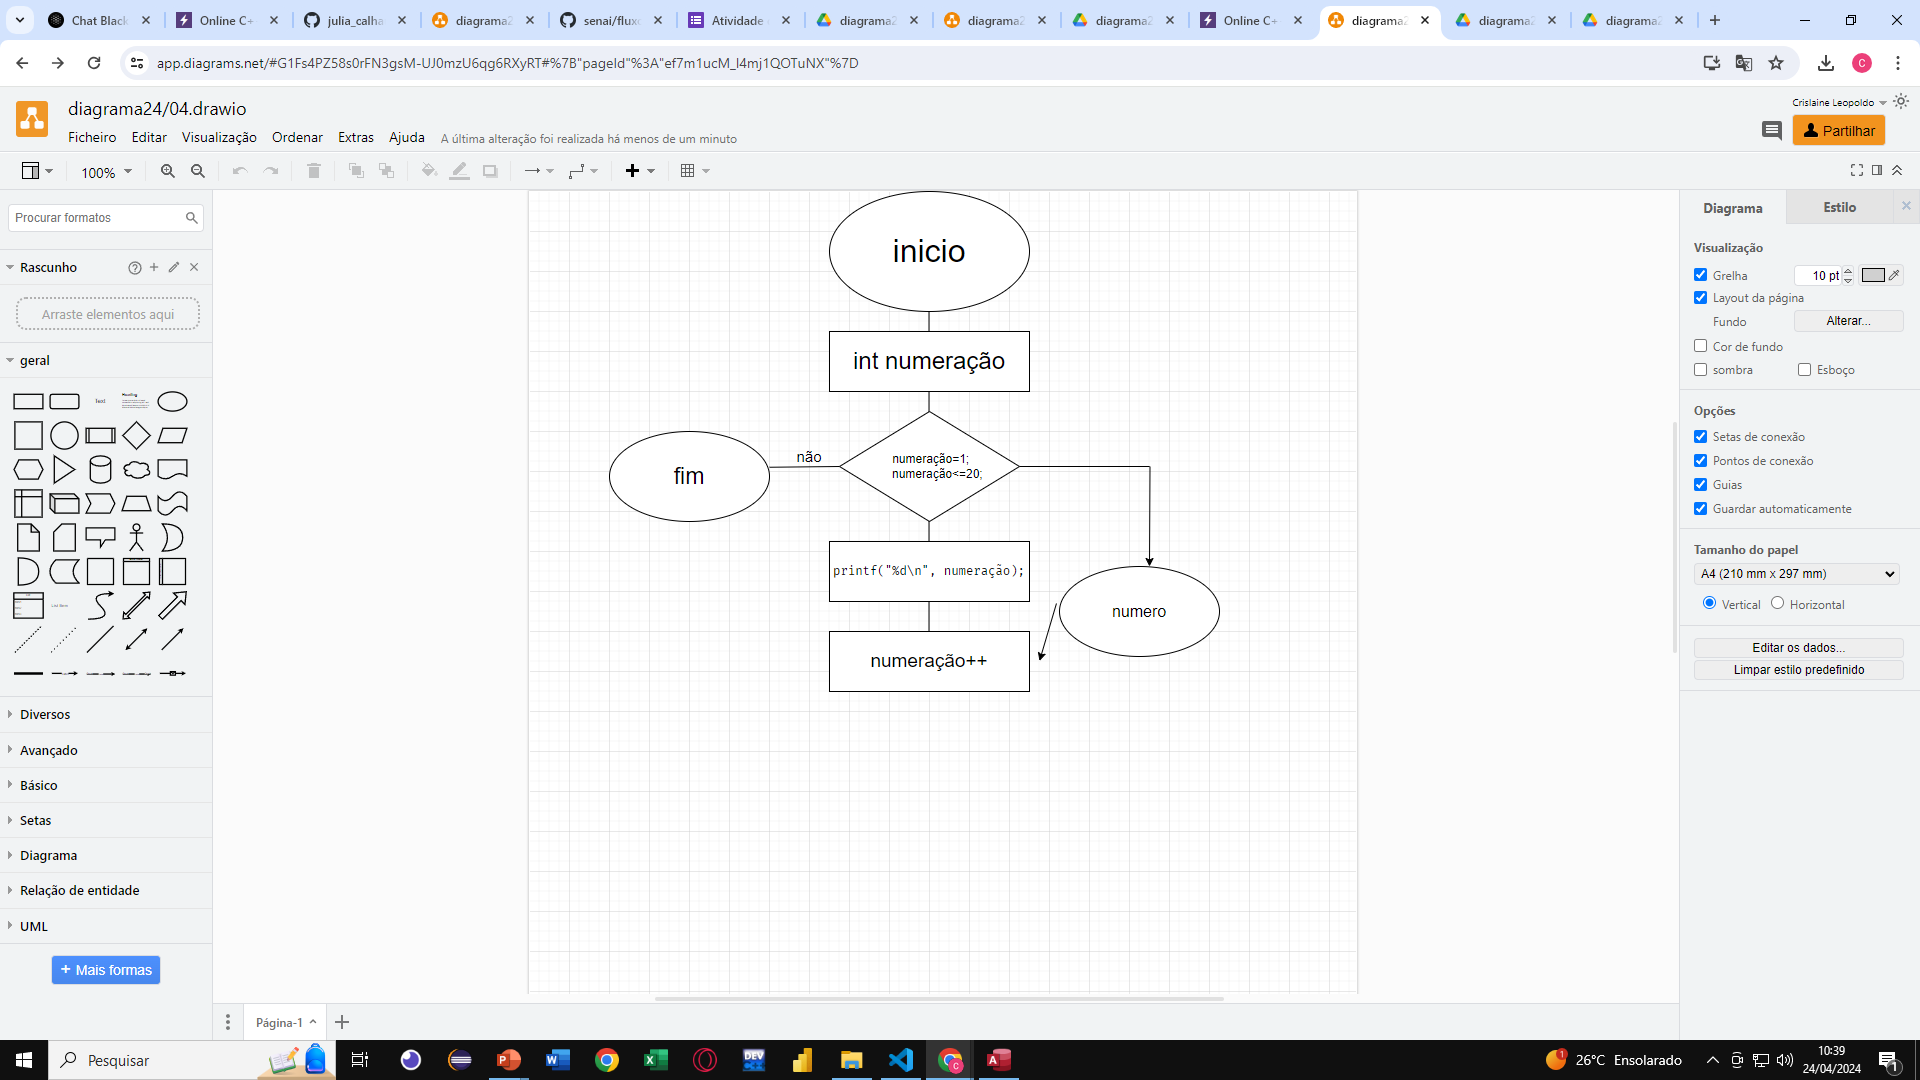 Chat Black
Online C+
julia_calha
diagrama2
senai/fluxo
Atividade
diagrama2
diagrama2
diagrama2
Online C+
diagrama2
diagrama2
diagrama2
app.diagrams.net/#G1Fs4PZ58s0rFN3gsM-UJ0mzU6qg6RXyRT#%7B"pageId"%3A"ef7m1ucM_I4mj1QOTuNX"%7D
C
diagrama24/04.drawio
Crislaine Leopoldo
Ficheiro Editar Visualização Ordenar Extras Ajuda A última alteração foi realizada há menos de um minuto
Partilhar
100%
Procurar formatos
Rascunho
Arraste elementos aqui
geral
Text
Heading
Diversos
Avançado
Básico
Setas
Diagrama
Relação de entidade
UML
+ Mais formas
inicio
int numeração
não
numeração=1;
numeração<=20;
fim
printf("%d\n", numeração);
numero
numeração++
Diagrama Estilo
Visualização
Grelha 10 pt
Layout da página
Fundo Alterar...
Cor de fundo
sombra Esboço
Opções
Setas de conexão
Pontos de conexão
Guias
Guardar automaticamente
Tamanho do papel
A4 (210 mm x 297 mm)
Vertical Horizontal
Editar os dados...
Limpar estilo predefinido
Página-1
Pesquisar
DEV
26°C Ensolarado
10:39
24/04/2024
1